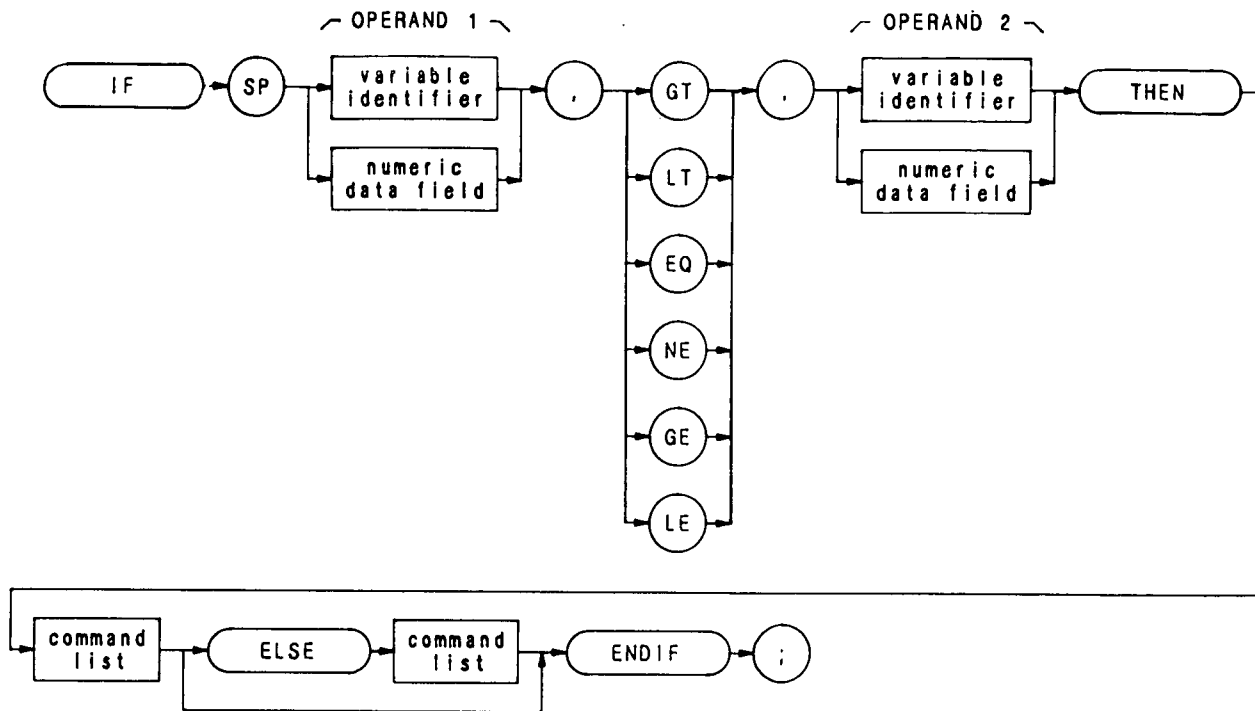 OPERAND 1
OPERAND 2
IF
SP
variable
identifier
numeric
data field
,
GT
LT
EQ
NE
GE
LE
,
variable
identifier
numeric
data field
THEN
command
list
ELSE
command
list
ENDIF
;